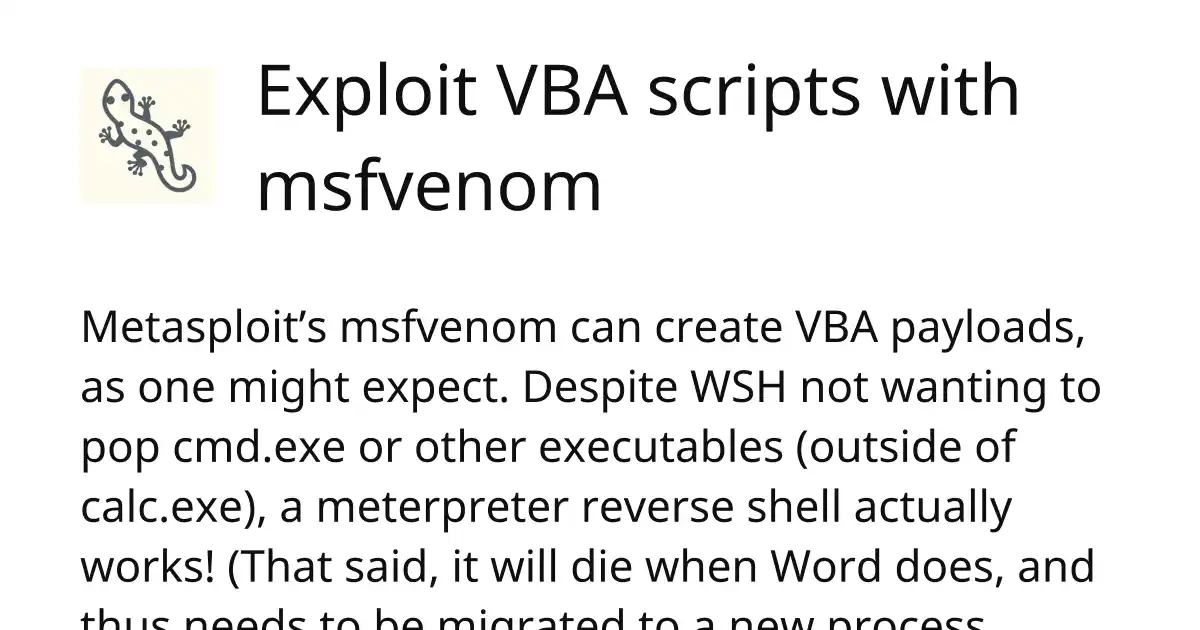 Exploit VBA scripts with
msfvenom
Metasploit’s msfvenom can create VBA payloads,
as one might expect. Despite WSH not wanting to
pop cmd.exe or other executables (outside of
calc.exe), a meterpreter reverse shell actually
works! (That said, it will die when Word does, and
thus needs to be migrated to a new process